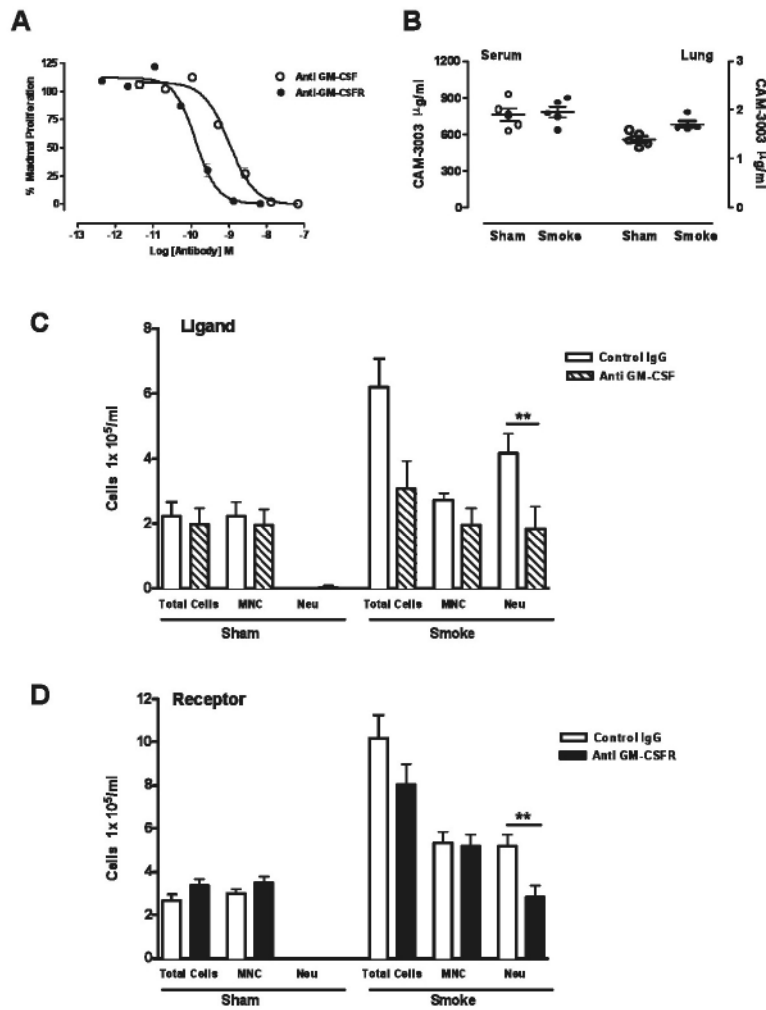 A
% Maximal Proliferation
125
100
75
50
25
0
-13 -12 -11 -10 -9 -8 -7
Log [Antibody] M
Anti GM-CSF
Anti-GM-CSFR
B
Serum Lung
CAM-3003 µg/ml
1200
900
600
300
0
3
2
1
0
CAM-3003 µg/ml
Sham Smoke Sham Smoke
C
Ligand
Cells 1x 10⁵/ml
8
6
4
2
0
Control IgG
Anti GM-CSF
**
Total Cells MNC Neu Total Cells MNC Neu
Sham Smoke
D
Receptor
Cells 1x 10⁵/ml
12
10
8
6
4
2
0
Control IgG
Anti GM-CSFR
**
Total Cells MNC Neu Total Cells MNC Neu
Sham Smoke